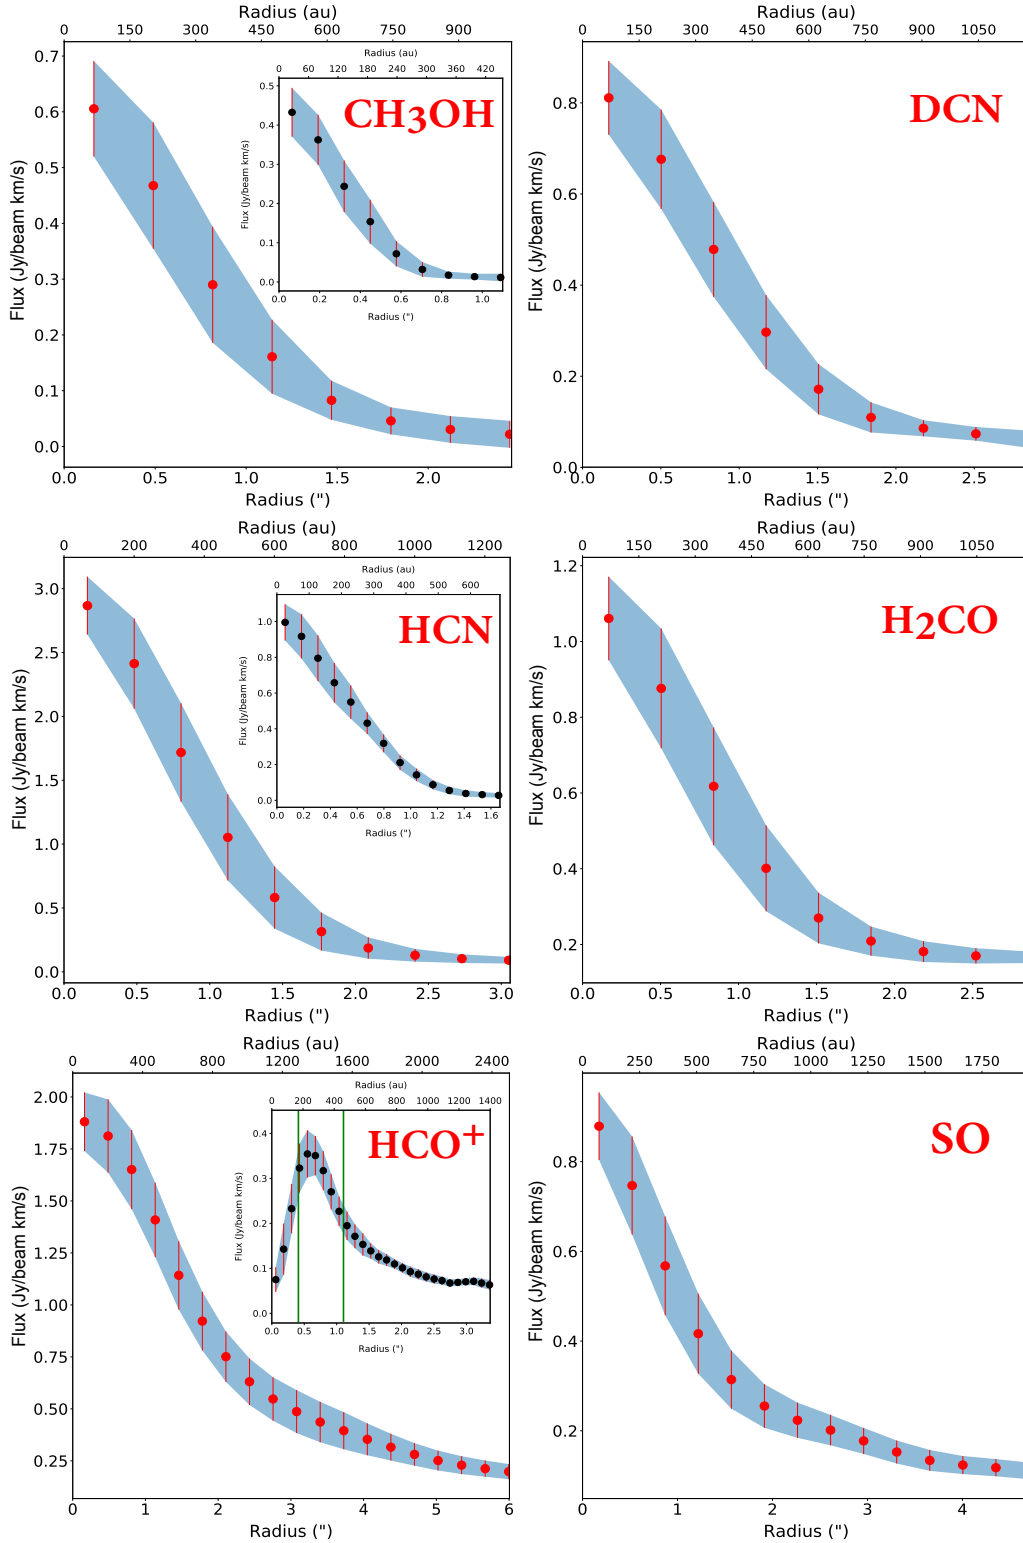 Radius (au)
0 150 300 450 600 750 900
0.7
0.6
0.5
0.4
0.3
0.2
0.1
0.0
Flux (Jy/beam km/s)
0.0 0.5 1.0 1.5 2.0
Radius (")
Radius (au)
0 60 120 180 240 300 360 420
0.5
0.4
0.3
0.2
0.1
0.0
Flux (Jy/beam km/s)
0.0 0.2 0.4 0.6 0.8 1.0
Radius (")
CH3OH
Radius (au)
0 150 300 450 600 750 900 1050
0.8
0.6
0.4
0.2
0.0
Flux (Jy/beam km/s)
0.0 0.5 1.0 1.5 2.0 2.5
Radius (")
DCN
Radius (au)
0 200 400 600 800 1000 1200
3.0
2.5
2.0
1.5
1.0
0.5
0.0
Flux (Jy/beam km/s)
0.0 0.5 1.0 1.5 2.0 2.5 3.0
Radius (")
Radius (au)
0 100 200 300 400 500 600
1.0
0.8
0.6
0.4
0.2
0.0
Flux (Jy/beam km/s)
0.0 0.2 0.4 0.6 0.8 1.0 1.2 1.4 1.6
Radius (")
HCN
Radius (au)
0 150 300 450 600 750 900 1050
1.2
1.0
0.8
0.6
0.4
0.2
Flux (Jy/beam km/s)
0.0 0.5 1.0 1.5 2.0 2.5
Radius (")
H2CO
Radius (au)
0 400 800 1200 1600 2000 2400
2.00
1.75
1.50
1.25
1.00
0.75
0.50
0.25
Flux (Jy/beam km/s)
0 1 2 3 4 5 6
Radius (")
Radius (au)
0 200 400 600 800 1000 1200 1400
0.4
0.3
0.2
0.1
0.0
Flux (Jy/beam km/s)
0.0 0.5 1.0 1.5 2.0 2.5 3.0
Radius (")
HCO+
Radius (au)
0 250 500 750 1000 1250 1500 1750
0.8
0.6
0.4
0.2
Flux (Jy/beam km/s)
0 1 2 3 4
Radius (")
SO